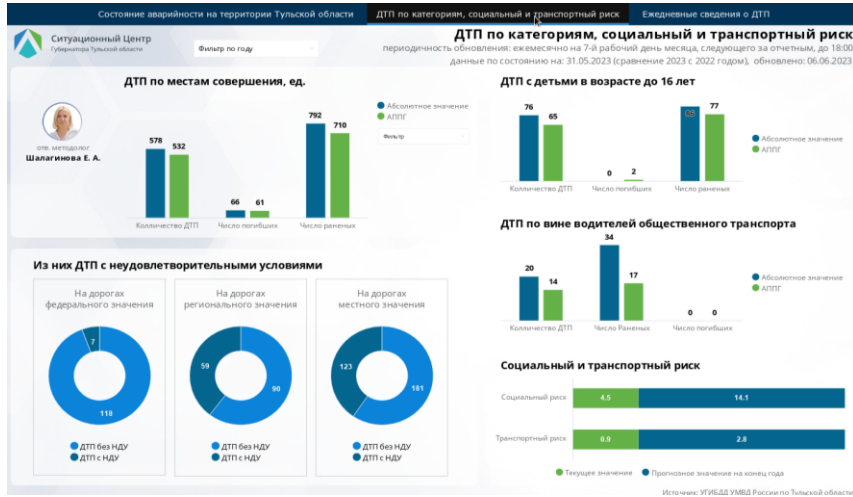 Состояние аварийности на территории Тульской области
ДТП по категориям, социальный и транспортный риск
Ежедневные сведения о ДТП
Ситуационный Центр
Губернатора Тульской области
Фильтр по году
ДТП по категориям, социальный и транспортный риск
периодичность обновления: ежемесячно на 7-й рабочий день месяца, следующего за отчетным, до 18:00
данные по состоянию на: 31.05.2023 (сравнение 2023 с 2022 годом), обновлено: 06.06.2023
ДТП по местам совершения, ед.
отв. методолог
Шалагинова Е. А.
Абсолютное значение
АППГ
Фильтр
578
532
66
61
792
710
Колличество ДТП
Число погибших
Число раненых
ДТП с детьми в возрасте до 16 лет
76
65
0
2
86
77
Абсолютное значение
АППГ
Колличество ДТП
Число погибших
Число раненых
ДТП по вине водителей общественного транспорта
20
14
34
17
0
0
Абсолютное значение
АППГ
Колличество ДТП
Число Раненых
Число погибших
Из них ДТП с неудовлетворительными условиями
На дорогах
федерального значения
7
118
ДТП без НДУ
ДТП с НДУ
На дорогах
регионального значения
59
90
ДТП без НДУ
ДТП с НДУ
На дорогах
местного значения
123
181
ДТП без НДУ
ДТП с НДУ
Социальный и транспортный риск
Социальный риск
4.5
14.1
Транспортный риск
0.9
2.8
Текущее значение
Прогнозное значение на конец года
Источник: УГИБДД УМВД России по Тульской области